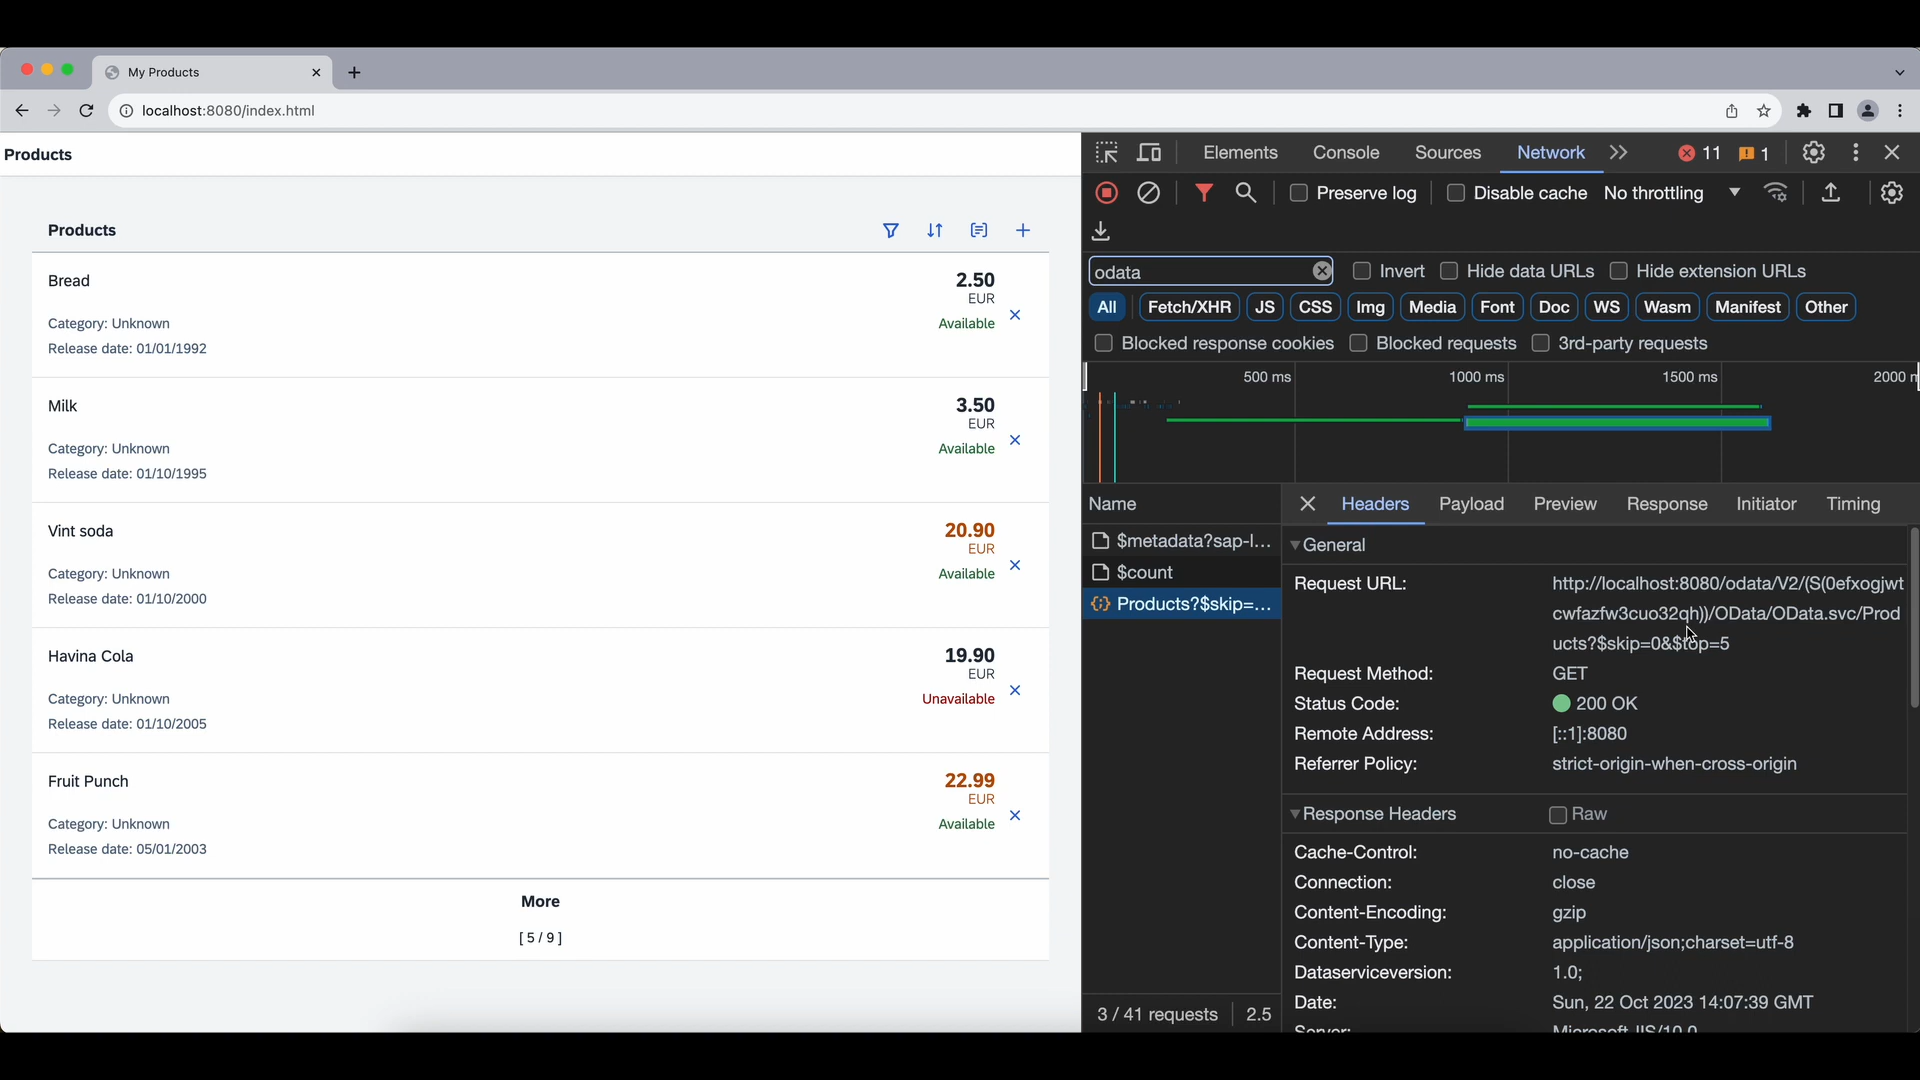 My Products
localhost:8080/index.html
Products
Products
Bread
2.50
EUR
Category: Unknown
Available
Release date: 01/01/1992
Milk
3.50
EUR
Category: Unknown
Available
Release date: 01/10/1995
Vint soda
20.90
EUR
Category: Unknown
Available
Release date: 01/10/2000
Havina Cola
19.90
EUR
Category: Unknown
Unavailable
Release date: 01/10/2005
Fruit Punch
22.99
EUR
Category: Unknown
Available
Release date: 05/01/2003
More
[ 5 / 9 ]
Elements Console Sources Network 11 1
Preserve log Disable cache No throttling
odata Invert Hide data URLs Hide extension URLs
All Fetch/XHR JS CSS Img Media Font Doc WS Wasm Manifest Other
Blocked response cookies Blocked requests 3rd-party requests
500 ms 1000 ms 1500 ms 2000
Name
$metadata?sap-l...
$count
Products?$skip=...
3 / 41 requests 2.5
Headers Payload Preview Response Initiator Timing
General
Request URL: http://localhost:8080/odata/V2/(S(0efxogjwt
cwfazfw3cuo32qh))/OData/OData.svc/Prod
ucts?$skip=0&$top=5
Request Method: GET
Status Code: 200 OK
Remote Address: [::1]:8080
Referrer Policy: strict-origin-when-cross-origin
Response Headers Raw
Cache-Control: no-cache
Connection: close
Content-Encoding: gzip
Content-Type: application/json;charset=utf-8
Dataserviceversion: 1.0;
Date: Sun, 22 Oct 2023 14:07:39 GMT
Server: Microsoft-IIS/10.0